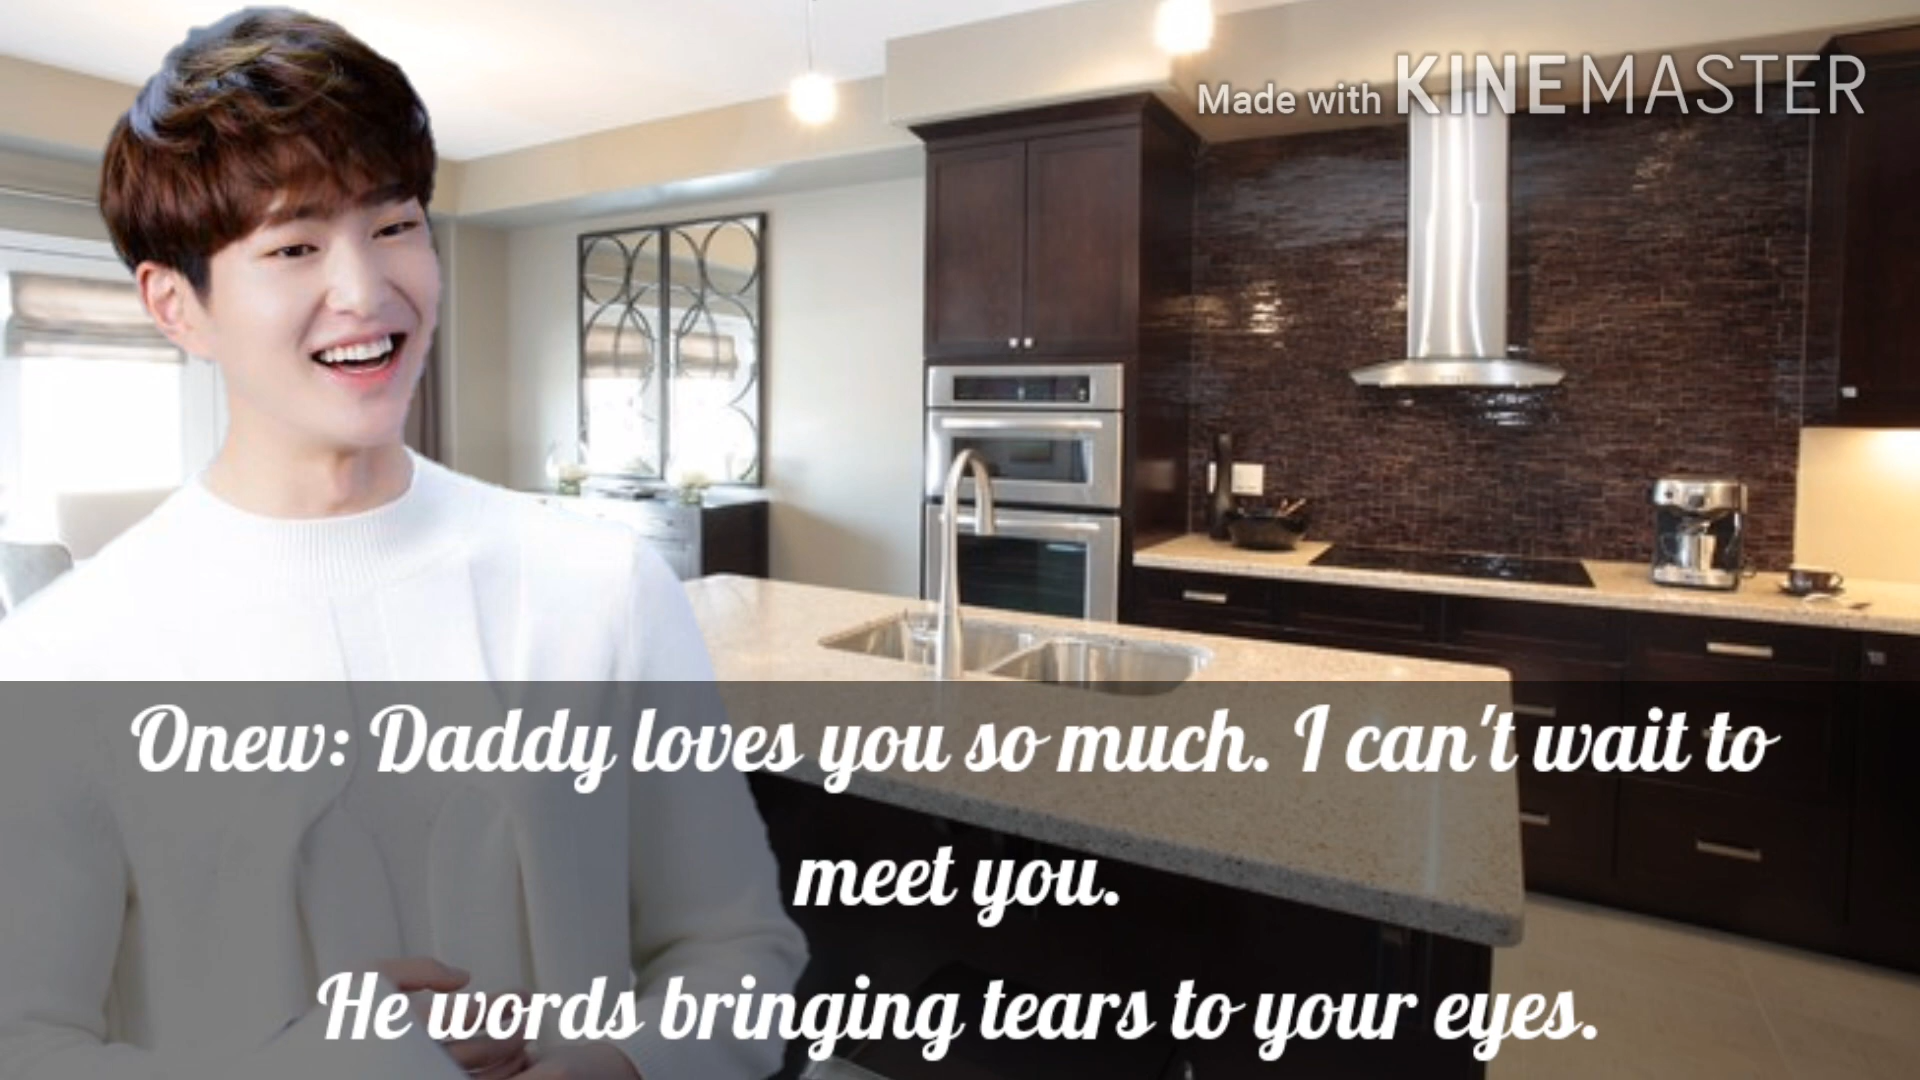 Made with KINEMASTER
Onew: Daddy loves you so much. I can't wait to
meet you.
He words bringing tears to your eyes.